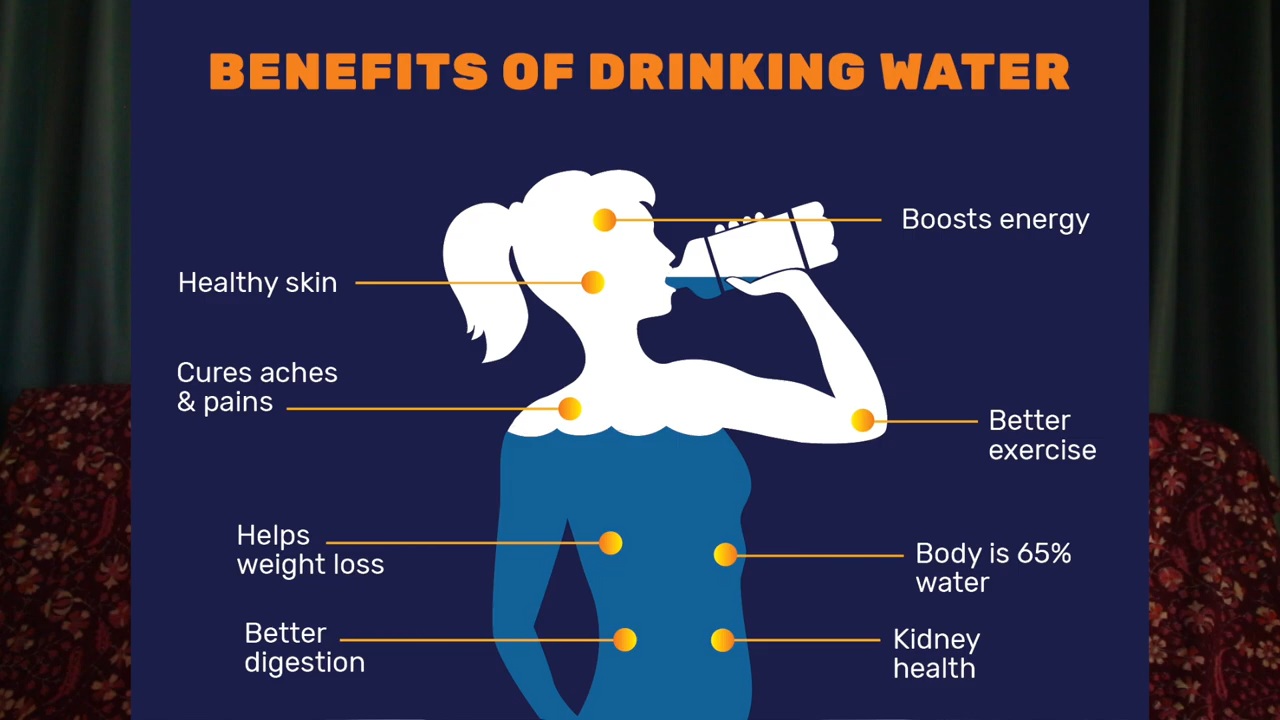 BENEFITS OF DRINKING WATER
Boosts energy
Healthy skin
Cures aches
& pains
Better
exercise
Helps
weight loss
Body is 65%
water
Better
digestion
Kidney
health